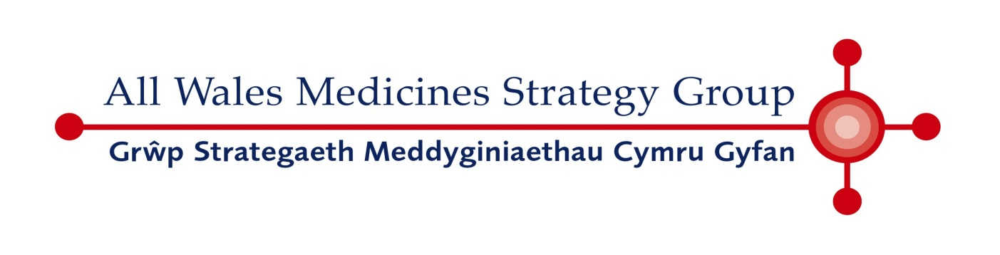 All Wales Medicines Strategy Group
Grŵp Strategaeth Meddyginiaethau Cymru Gyfan